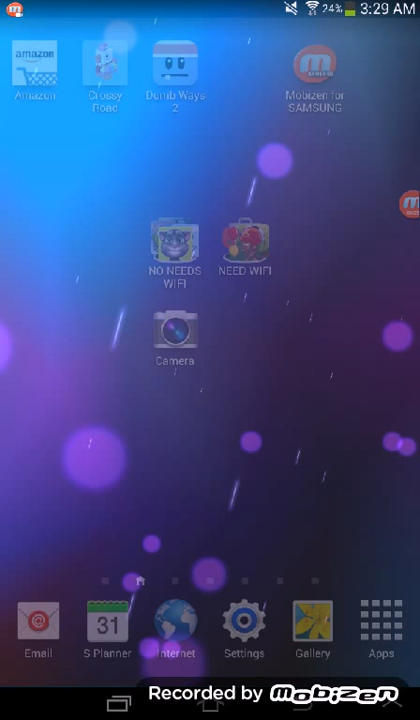 24% 3:29 AM
amazon
Amazon
Crossy
Road
Dumb Ways
2
Mobizen for
SAMSUNG
NO NEEDS
WIFI
NEED WIFI
Camera
31
Email
S Planner
Internet
Settings
Gallery
Apps
Recorded by Mobizen